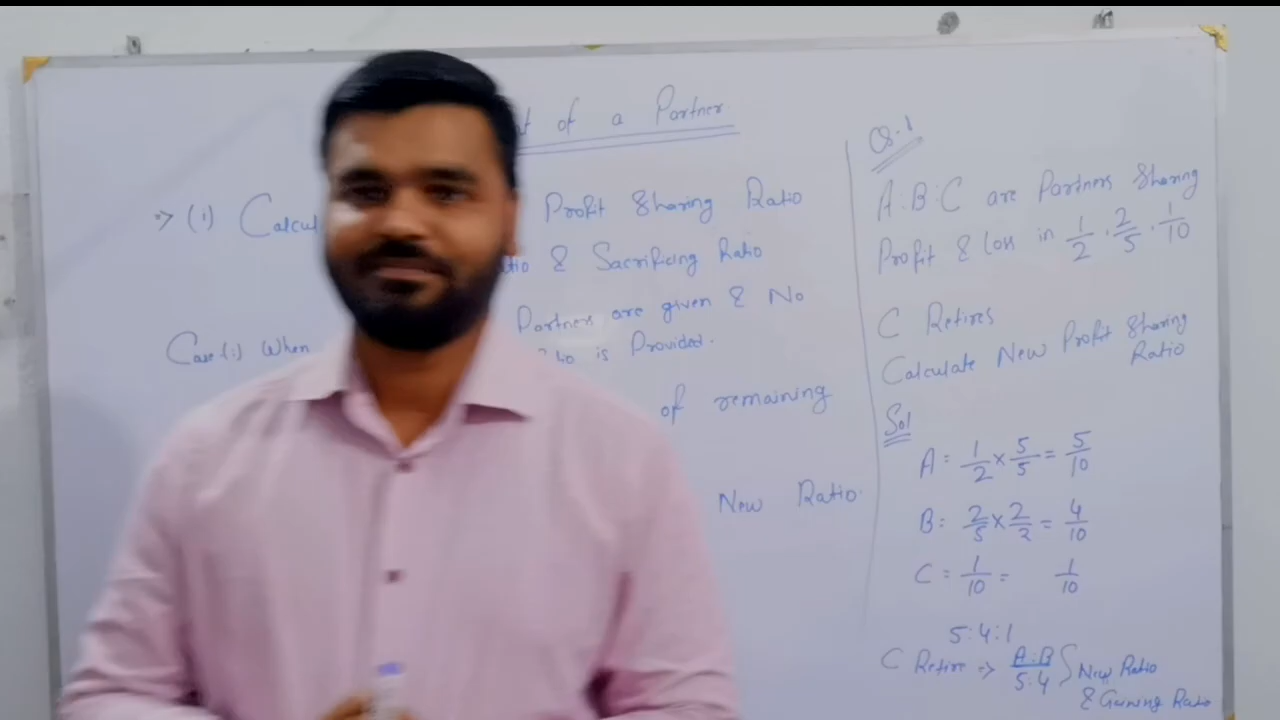 of a Partner
(1) Calcul Profit Sharing Ratio
& Sacrificing Ratio
Case (i) When Partners are given & No
is Provided.
of remaining
New Ratio
Q.1
A.B.C are Partners Sharing
Profit & Loss in 1/2 . 2/5 . 1/10
C Retires
Calculate New Profit Sharing
Ratio
Sol
A = 1/2 × 5/5 = 5/10
B = 2/5 × 2/2 = 4/10
C = 1/10 = 1/10
5:4:1
C Retire => A:B
5:4
New Ratio
& Gaining Ratio